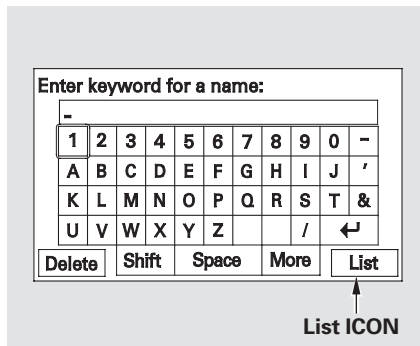 Enter keyword for a name:
-
1 2 3 4 5 6 7 8 9 0 -
A B C D E F G H I J '
K L M N O P Q R S T &
U V W X Y Z / ↵
Delete Shift Space More List
List ICON